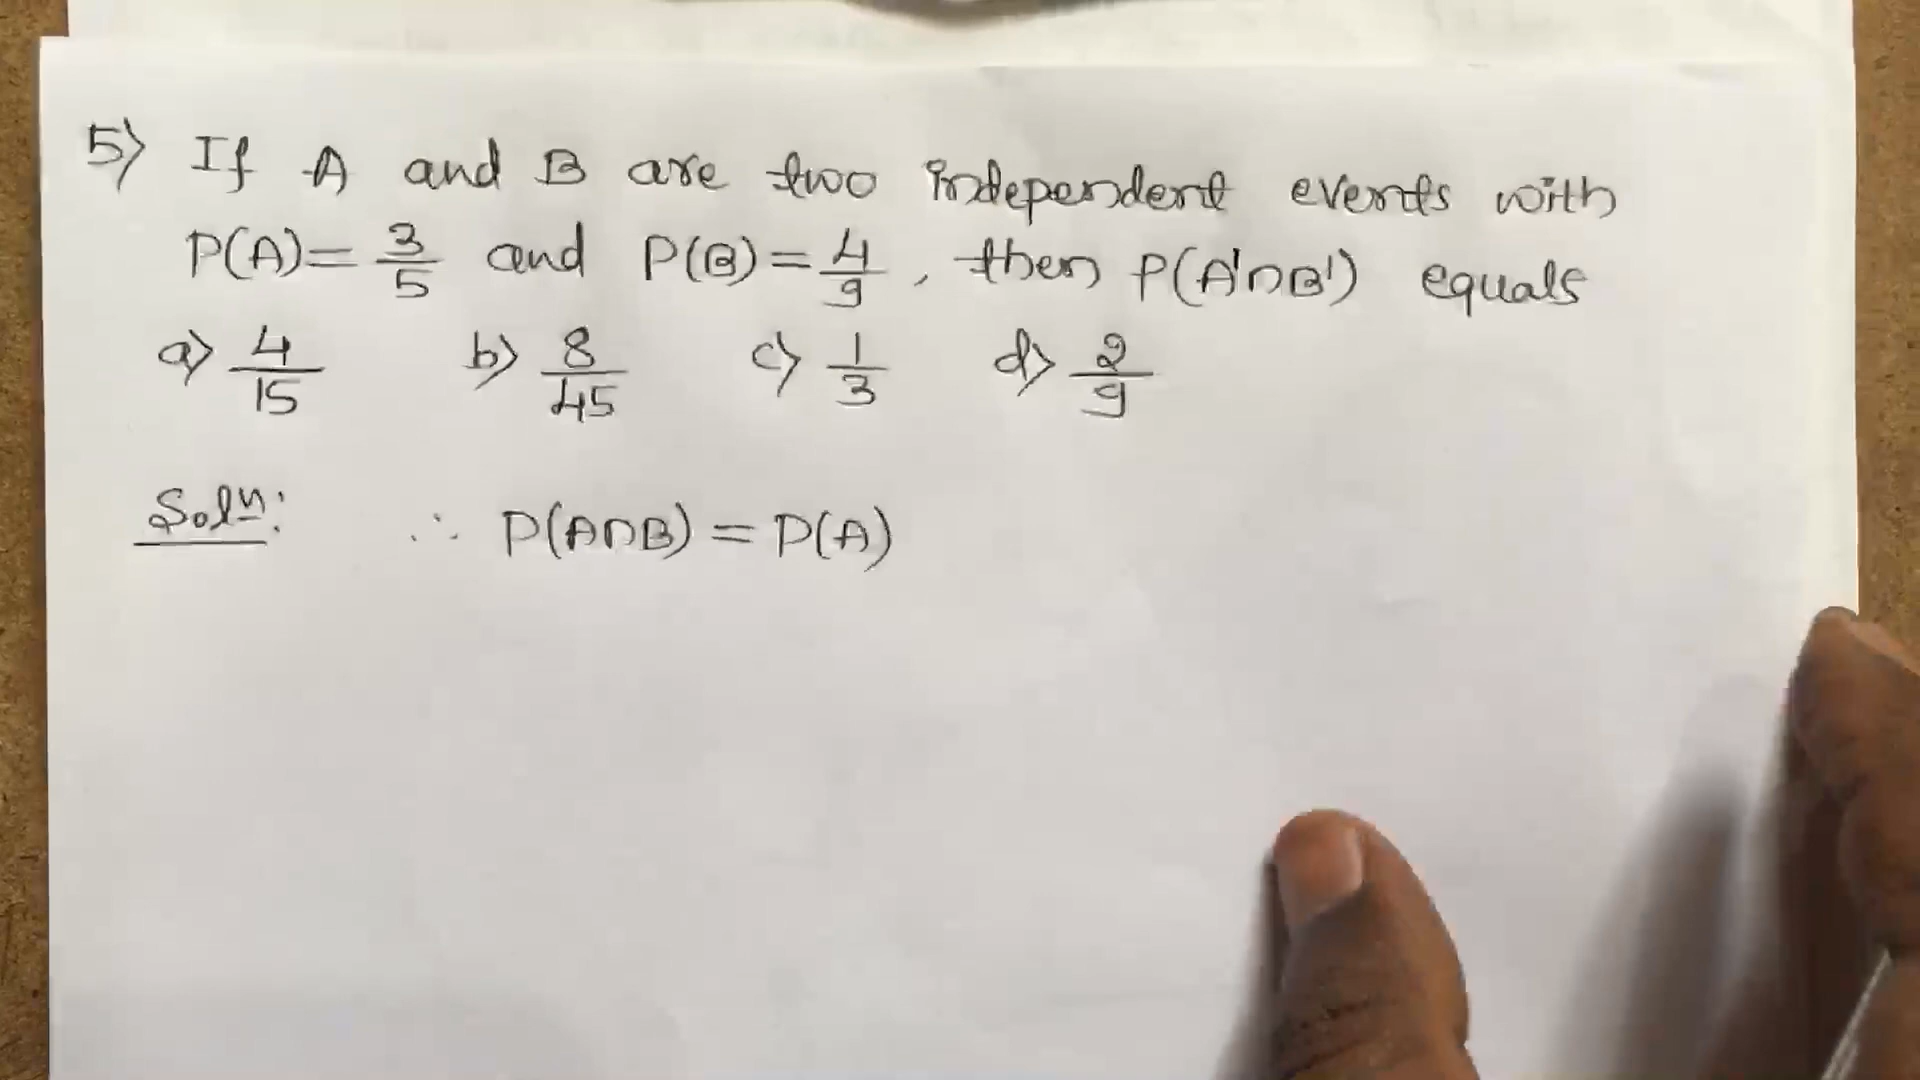 5) If A and B are two independent events with
P(A)= 3/5 and P(B)= 4/9, then P(A'∩B') equals
a) 4/15 b) 8/45 c) 1/3 d) 2/9
Soln: ∴ P(A∩B) = P(A)